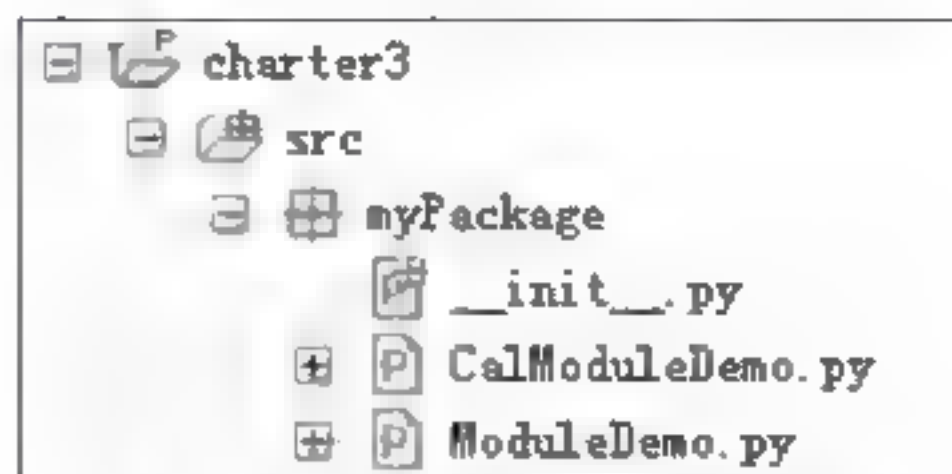 charter3
src
myPackage
__init__.py
CalModuleDemo.py
ModuleDemo.py